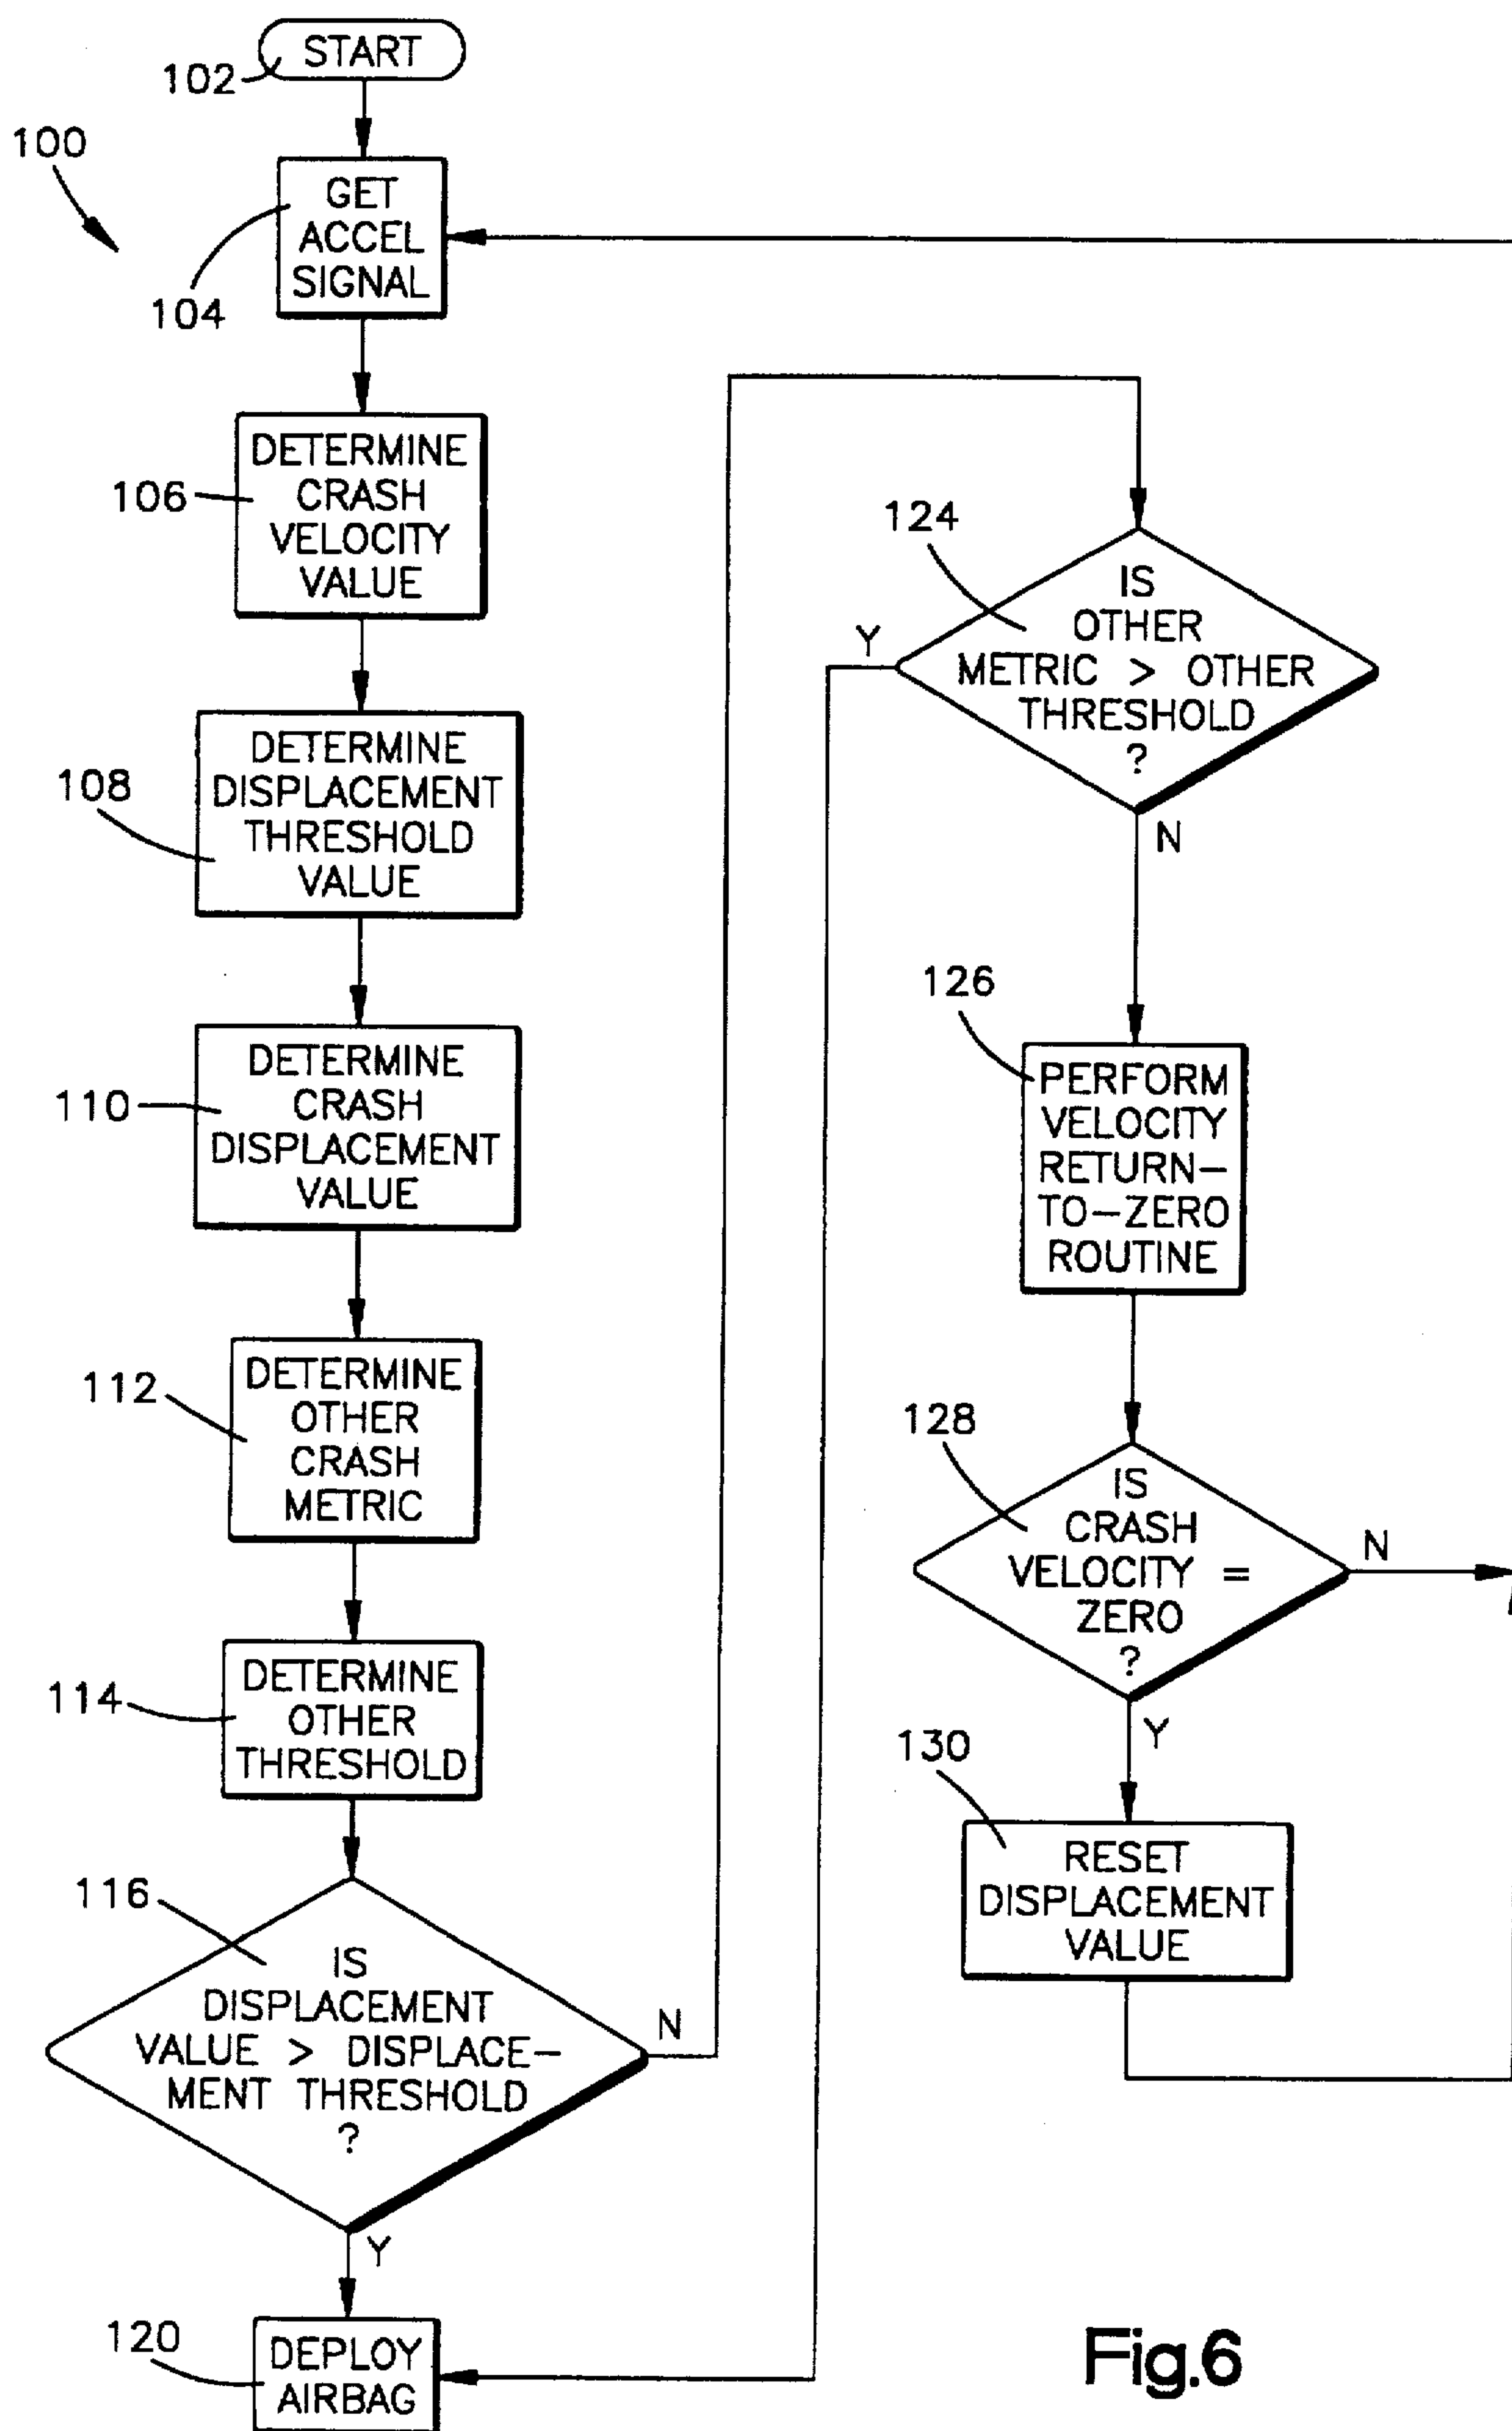 START
102
100
GET
ACCEL
SIGNAL
104
DETERMINE
CRASH
VELOCITY
VALUE
106
DETERMINE
DISPLACEMENT
THRESHOLD
VALUE
108
DETERMINE
CRASH
DISPLACEMENT
VALUE
110
DETERMINE
OTHER
CRASH
METRIC
112
DETERMINE
OTHER
THRESHOLD
114
116
IS
DISPLACEMENT
VALUE > DISPLACE-
MENT THRESHOLD
?
N
Y
120
DEPLOY
AIRBAG
124
IS
OTHER
METRIC > OTHER
THRESHOLD
?
Y
N
126
PERFORM
VELOCITY
RETURN-
TO-ZERO
ROUTINE
128
IS
CRASH
VELOCITY =
ZERO
?
N
Y
130
RESET
DISPLACEMENT
VALUE
Fig.6